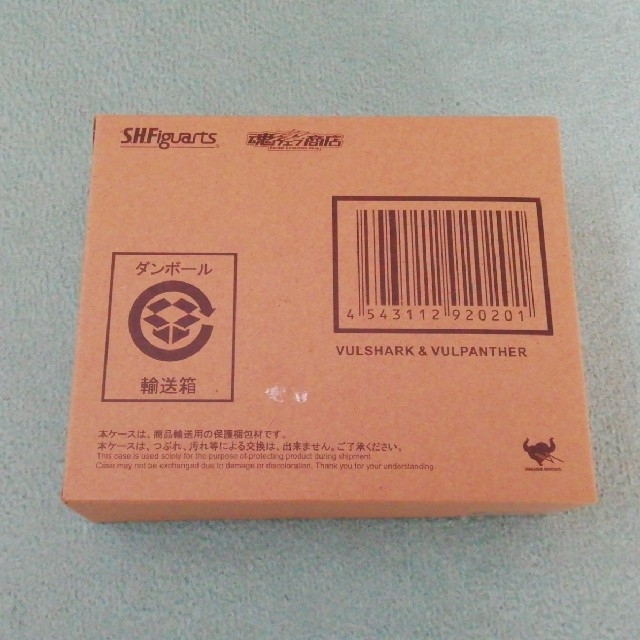 S.H.Figuarts
魂ウェブ商店
ダンボール
輸送箱
4 543112 920201
VULSHARK & VULPANTHER
本ケースは、商品輸送用の保護梱包材です。
本ケースは、つぶれ、汚れ等による交換は、出来ません。ご了承ください。
This case is used solely for the purpose of protecting product during shipment.
Case may not be exchanged due to damage or discoloration. Thank you for your understanding.